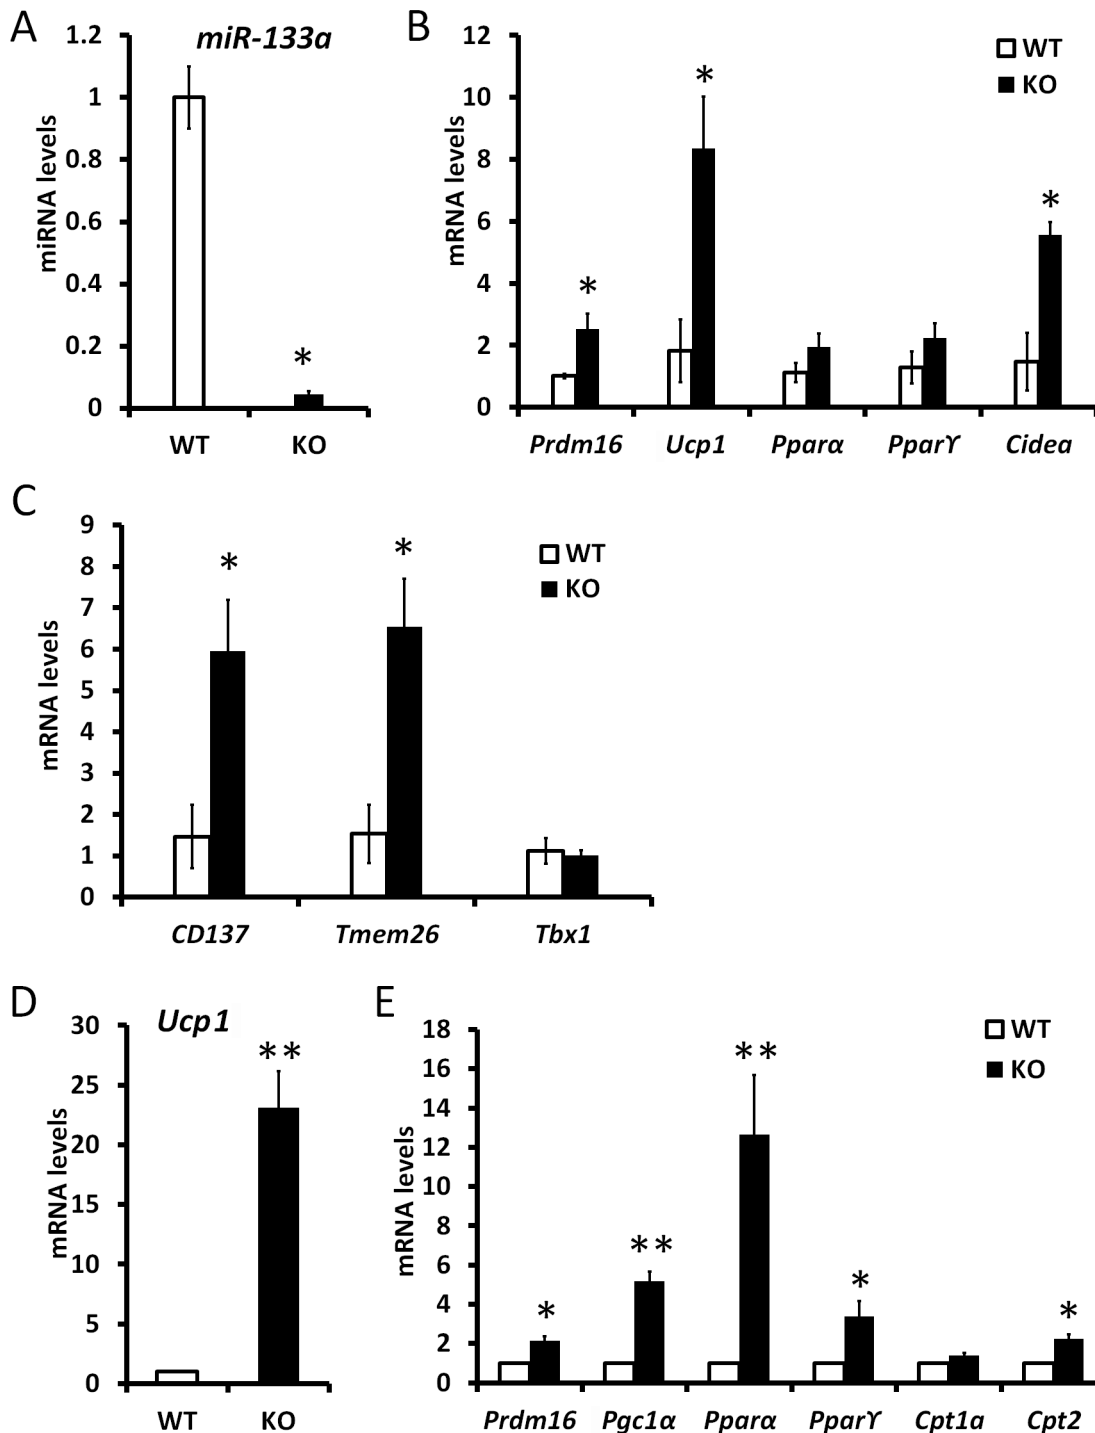 A
miR-133a
miRNA levels
1.2
1
0.8
0.6
0.4
0.2
0
*
WT
KO
B
mRNA levels
12
10
8
6
4
2
0
WT
KO
*
*
*
Prdm16
Ucp1
Pparα
Pparϒ
Cidea
C
mRNA levels
9
8
7
6
5
4
3
2
1
0
WT
KO
*
*
CD137
Tmem26
Tbx1
D
Ucp1
mRNA levels
30
25
20
15
10
5
0
**
WT
KO
E
mRNA levels
18
16
14
12
10
8
6
4
2
0
WT
KO
*
**
**
*
*
Prdm16
Pgc1α
Pparα
Pparϒ
Cpt1a
Cpt2